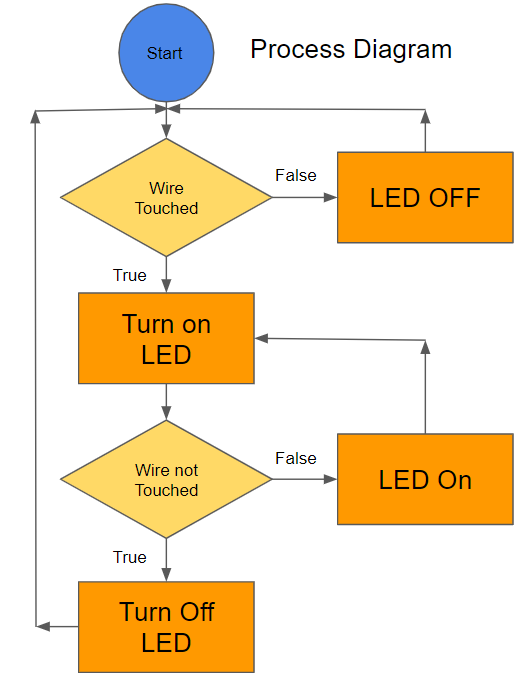 Start
Process Diagram
Wire
Touched
False
LED OFF
True
Turn on
LED
Wire not
Touched
False
LED On
True
Turn Off
LED